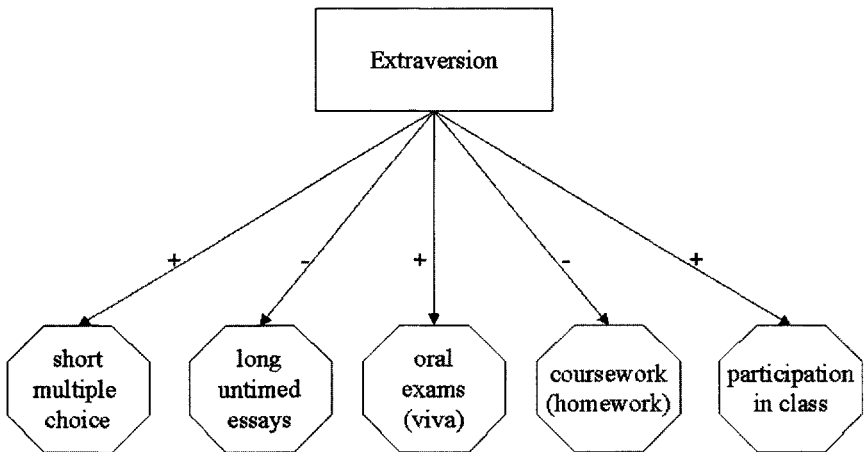 Extraversion
+
-
+
-
+
short
multiple
choice
long
untimed
essays
oral
exams
(viva)
coursework
(homework)
participation
in class